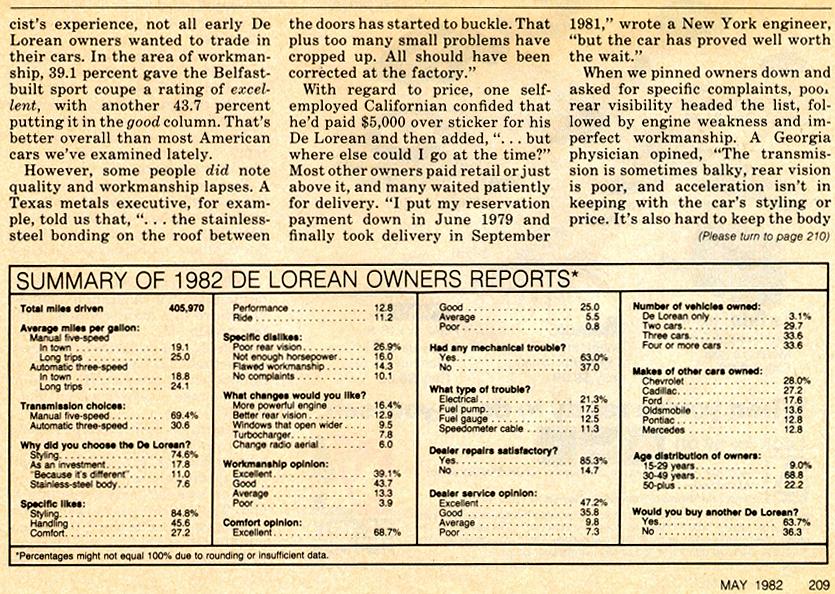 cist's experience, not all early De
Lorean owners wanted to trade in
their cars. In the area of workman-
ship, 39.1 percent gave the Belfast-
built sport coupe a rating of excel-
lent, with another 43.7 percent
putting it in the good column. That's
better overall than most American
cars we've examined lately.
However, some people did note
quality and workmanship lapses. A
Texas metals executive, for exam-
ple, told us that, “. . . the stainless-
steel bonding on the roof between
the doors has started to buckle. That
plus too many small problems have
cropped up. All should have been
corrected at the factory.”
With regard to price, one self-
employed Californian confided that
he'd paid $5,000 over sticker for his
De Lorean and then added, “. . . but
where else could I go at the time?”
Most other owners paid retail or just
above it, and many waited patiently
for delivery. “I put my reservation
payment down in June 1979 and
finally took delivery in September
1981,” wrote a New York engineer,
“but the car has proved well worth
the wait.”
When we pinned owners down and
asked for specific complaints, poor
rear visibility headed the list, fol-
lowed by engine weakness and im-
perfect workmanship. A Georgia
physician opined, “The transmis-
sion is sometimes balky, rear vision
is poor, and acceleration isn't in
keeping with the car's styling or
price. It's also hard to keep the body
(Please turn to page 210)
SUMMARY OF 1982 DE LOREAN OWNERS REPORTS*
Total miles driven 405,970
Average miles per gallon:
Manual five-speed
In town 19.1
Long trips 25.0
Automatic three-speed
In town 18.8
Long trips 24.1
Transmission choices:
Manual five-speed 69.4%
Automatic three-speed 30.6
Why did you choose the De Lorean?
Styling 74.6%
As an investment 17.8
“Because it's different” 11.0
Stainless-steel body 7.6
Specific likes:
Styling 84.8%
Handling 45.6
Comfort 27.2
Performance 12.8
Ride 11.2
Specific dislikes:
Poor rear vision 26.9%
Not enough horsepower 16.0
Flawed workmanship 14.3
No complaints 10.1
What changes would you like?
More powerful engine 16.4%
Better rear vision 12.9
Windows that open wider 9.5
Turbocharger 7.8
Change radio aerial 6.0
Workmanship opinion:
Excellent 39.1%
Good 43.7
Average 13.3
Poor 3.9
Comfort opinion:
Excellent 68.7%
Good 25.0
Average 5.5
Poor 0.8
Had any mechanical trouble?
Yes 63.0%
No 37.0
What type of trouble?
Electrical 21.3%
Fuel pump 17.5
Fuel gauge 12.5
Speedometer cable 11.3
Dealer repairs satisfactory?
Yes 85.3%
No 14.7
Dealer service opinion:
Excellent 47.2%
Good 35.8
Average 9.8
Poor 7.3
Number of vehicles owned:
De Lorean only 3.1%
Two cars 29.7
Three cars 33.6
Four or more cars 33.6
Makes of other cars owned:
Chevrolet 28.0%
Cadillac 27.2
Ford 17.6
Oldsmobile 13.6
Pontiac 12.8
Mercedes 12.8
Age distribution of owners:
15-29 years 9.0%
30-49 years 68.8
50-plus 22.2
Would you buy another De Lorean?
Yes 63.7%
No 36.3
*Percentages might not equal 100% due to rounding or insufficient data.
MAY 1982 209